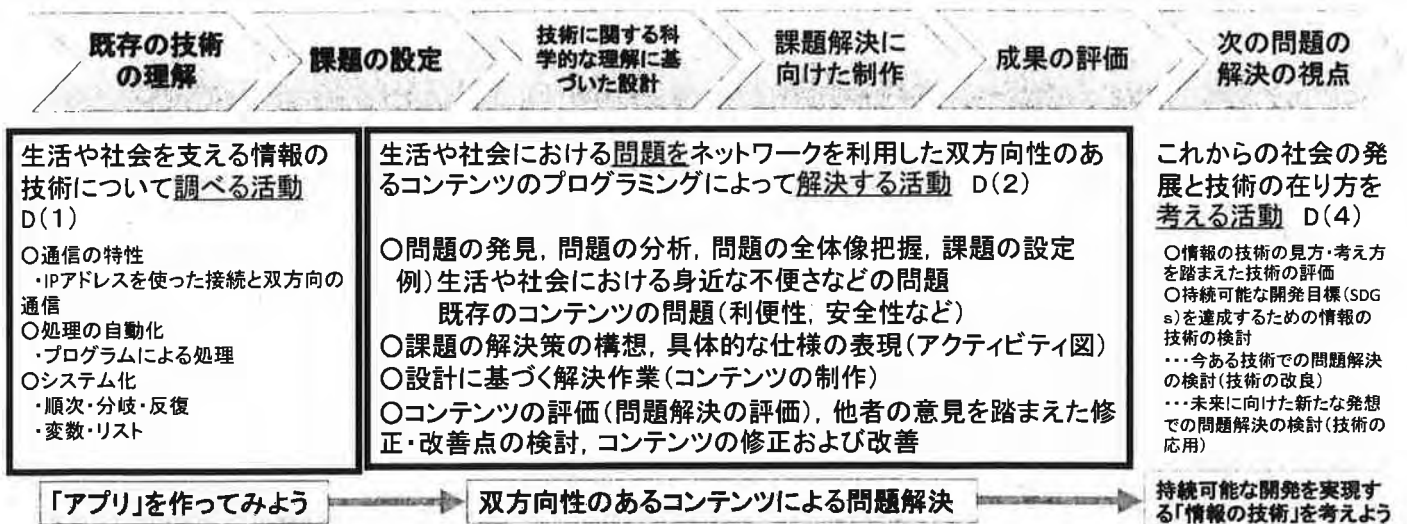 既存の技術
の理解
課題の設定
技術に関する科
学的な理解に基
づいた設計
課題解決に
向けた制作
成果の評価
次の問題の
解決の視点
生活や社会を支える情報の
技術について調べる活動
D(1)
○通信の特性
・IPアドレスを使った接続と双方向の
通信
○処理の自動化
・プログラムによる処理
○システム化
・順次・分岐・反復
・変数・リスト
生活や社会における問題をネットワークを利用した双方向性のあ
るコンテンツのプログラミングによって解決する活動 D(2)
○問題の発見，問題の分析，問題の全体像把握，課題の設定
例)生活や社会における身近な不便さなどの問題
既存のコンテンツの問題(利便性，安全性など)
○課題の解決策の構想，具体的な仕様の表現(アクティビティ図)
○設計に基づく解決作業(コンテンツの制作)
○コンテンツの評価(問題解決の評価)，他者の意見を踏まえた修
正・改善点の検討，コンテンツの修正および改善
これからの社会の発
展と技術の在り方を
考える活動 D(4)
○情報の技術の見方・考え方
を踏まえた技術の評価
○持続可能な開発目標(SDG
s)を達成するための情報の
技術の検討
・・・今ある技術での問題解決
の検討(技術の改良)
・・・未来に向けた新たな発想
での問題解決の検討(技術の
応用)
「アプリ」を作ってみよう
双方向性のあるコンテンツによる問題解決
持続可能な開発を実現す
る「情報の技術」を考えよう